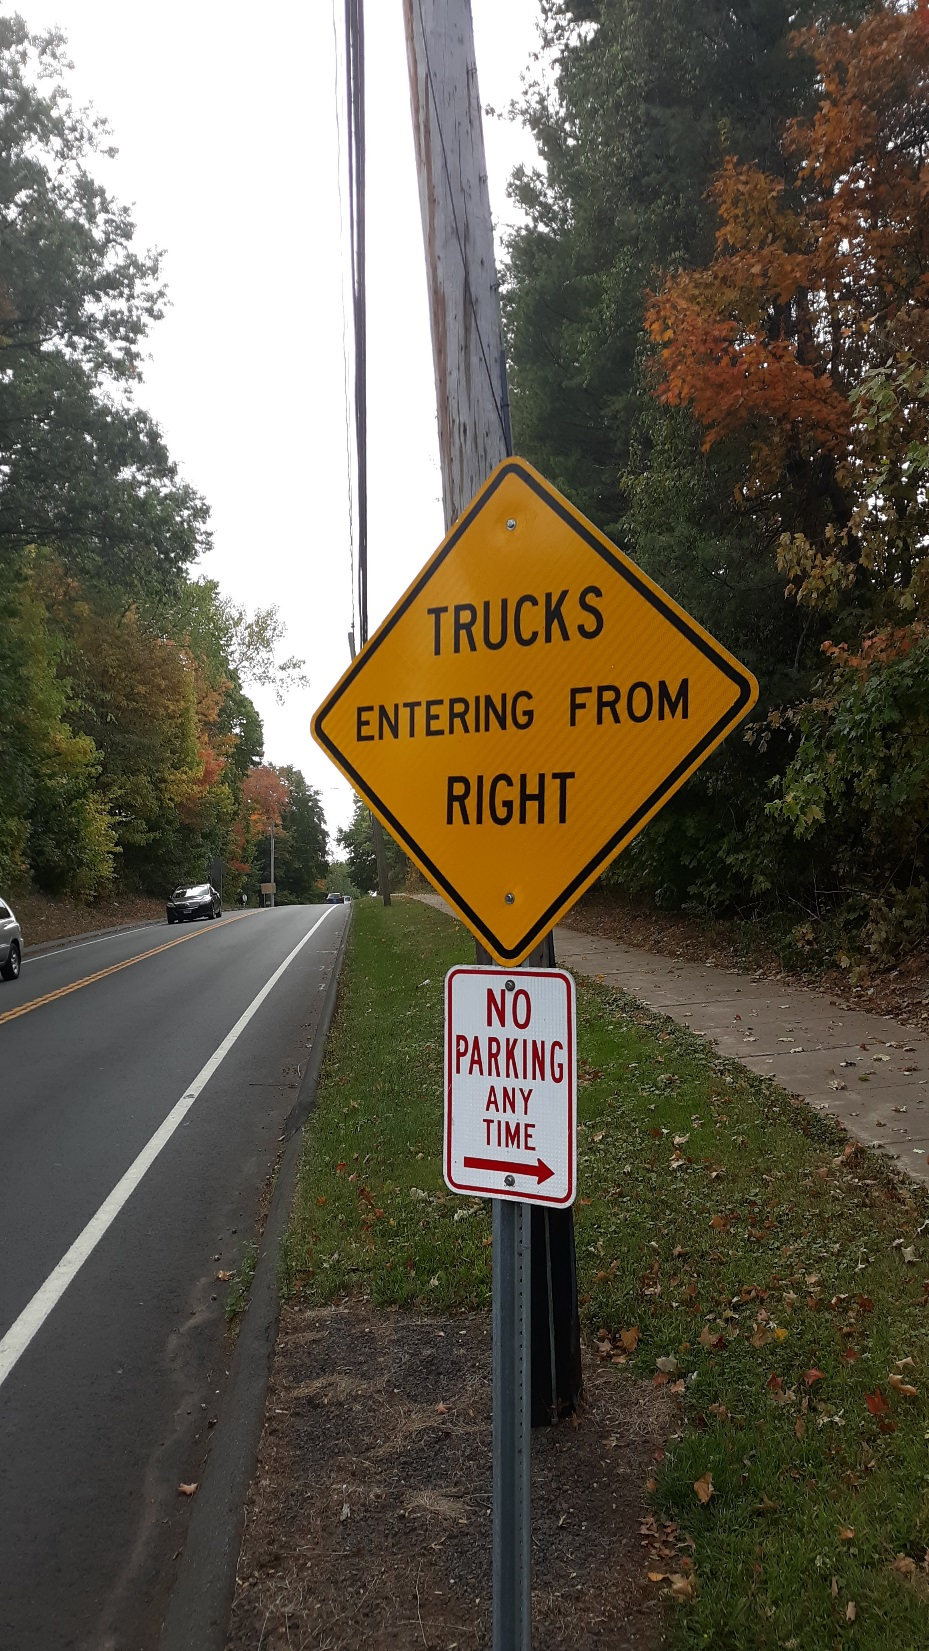 TRUCKS
ENTERING FROM
RIGHT
NO
PARKING
ANY
TIME